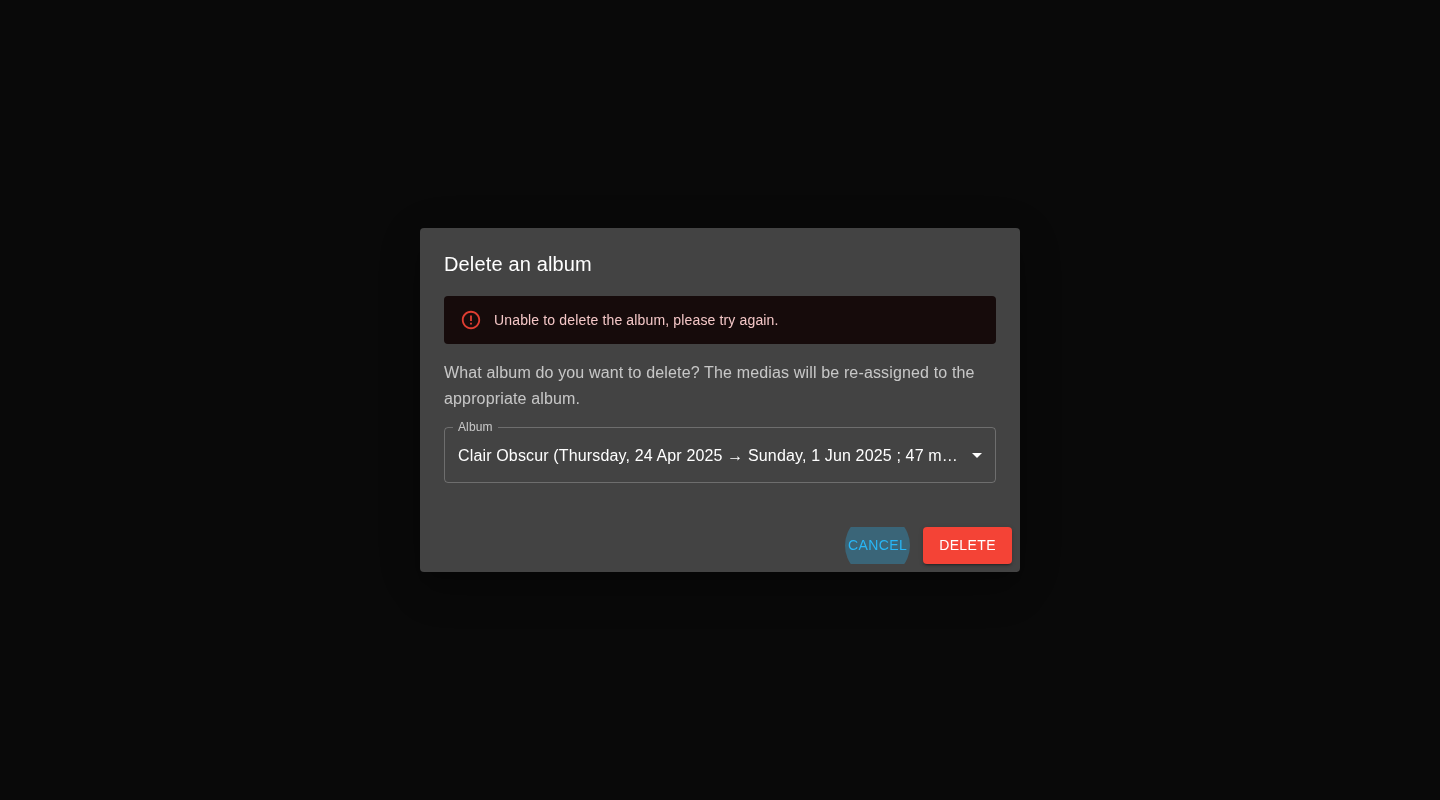 Delete an album
Unable to delete the album, please try again.
What album do you want to delete? The medias will be re-assigned to the
appropriate album.
Album
Clair Obscur (Thursday, 24 Apr 2025 → Sunday, 1 Jun 2025 ; 47 m…
CANCEL
DELETE